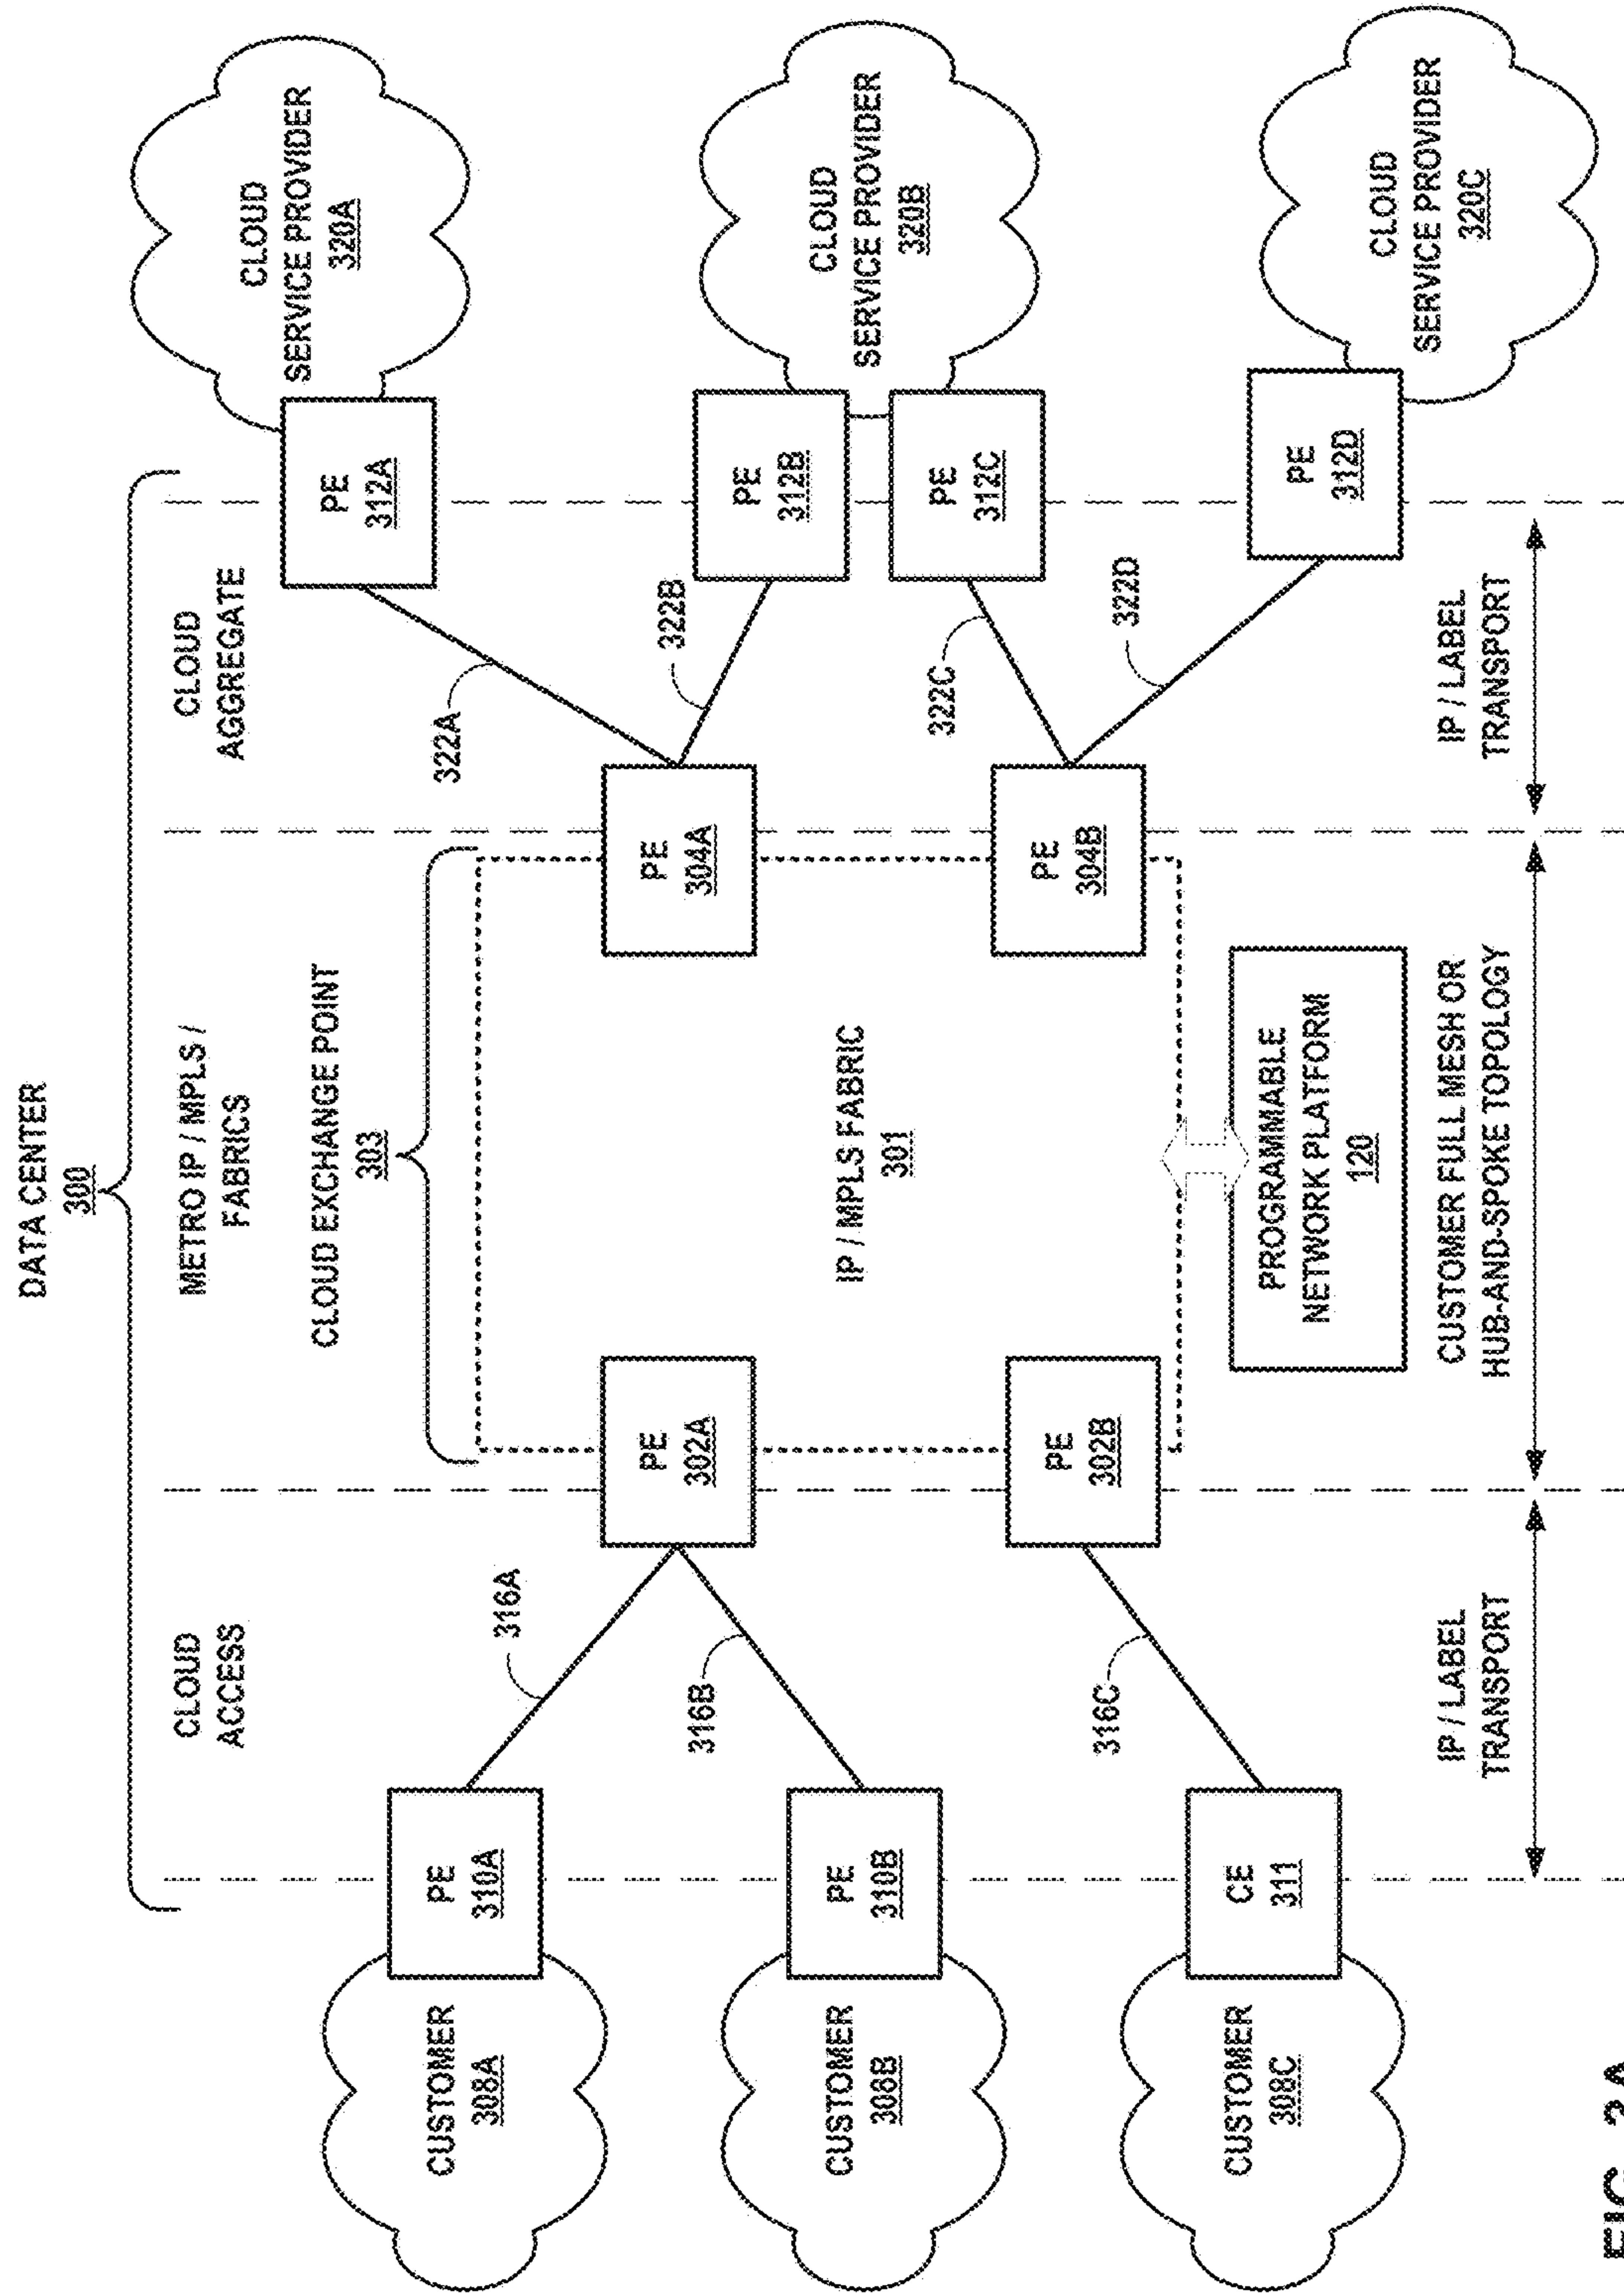 DATA CENTER
300
CLOUD
ACCESS
METRO IP / MPLS /
FABRICS
CLOUD
AGGREGATE
CLOUD EXCHANGE POINT
303
CUSTOMER
308A
PE
310A
316A
PE
302A
IP / MPLS FABRIC
301
PE
304A
322A
PE
312A
CLOUD
SERVICE PROVIDER
320A
CUSTOMER
308B
PE
310B
316B
322B
PE
312B
CLOUD
SERVICE PROVIDER
320B
322C
PE
312C
CUSTOMER
308C
CE
311
316C
PE
302B
PE
304B
322D
PE
312D
CLOUD
SERVICE PROVIDER
320C
PROGRAMMABLE
NETWORK PLATFORM
120
IP / LABEL
TRANSPORT
CUSTOMER FULL MESH OR
HUB-AND-SPOKE TOPOLOGY
IP / LABEL
TRANSPORT
FIG. 3A